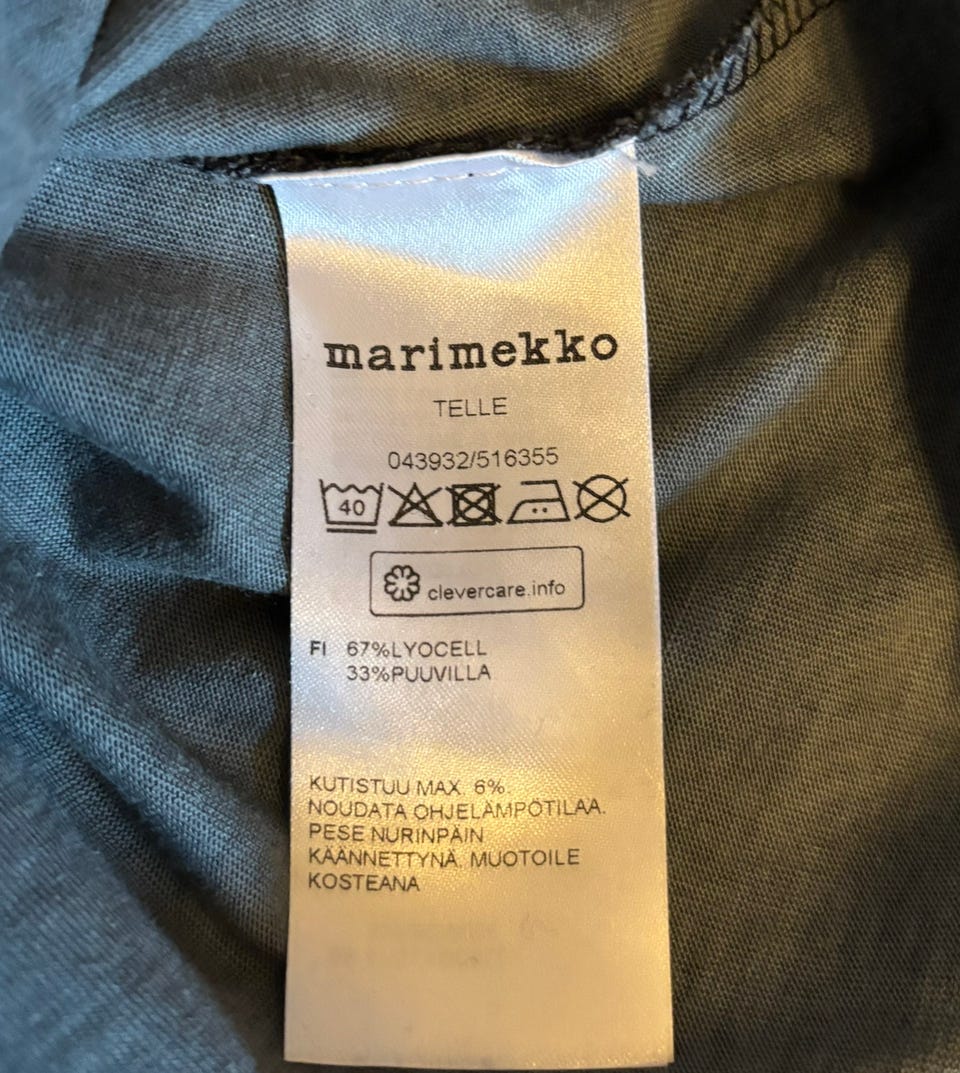 marimekko
TELLE
043932/516355
40
clevercare.info
FI 67%LYOCELL
33%PUUVILLA
KUTISTUU MAX. 6%.
NOUDATA OHJELÄMPÖTILAA.
PESE NURINPÄIN
KÄÄNNETTYNÄ. MUOTOILE
KOSTEANA